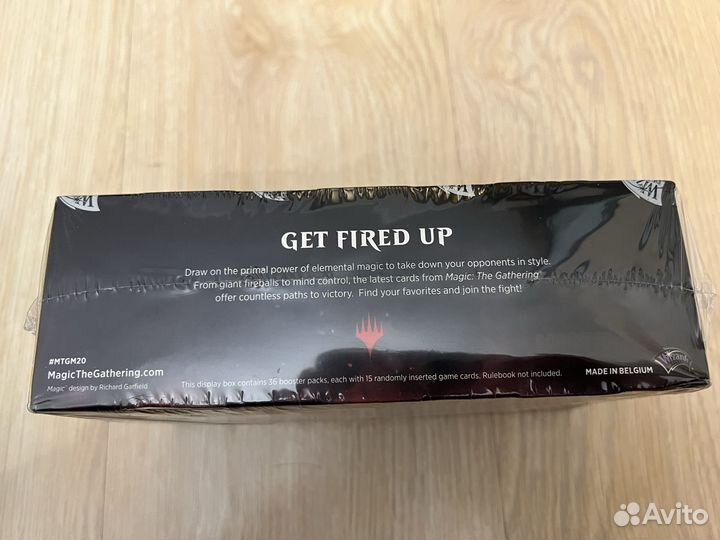 GET FIRED UP
Draw on the primal power of elemental magic to take down your opponents in style.
From giant fireballs to mind control, the latest cards from Magic: The Gathering
offer countless paths to victory. Find your favorites and join the fight!
#MTGM20
MagicTheGathering.com
Magic design by Richard Garfield
This display box contains 36 booster packs, each with 15 randomly inserted game cards. Rulebook not included.
MADE IN BELGIUM
Wizards
Avito